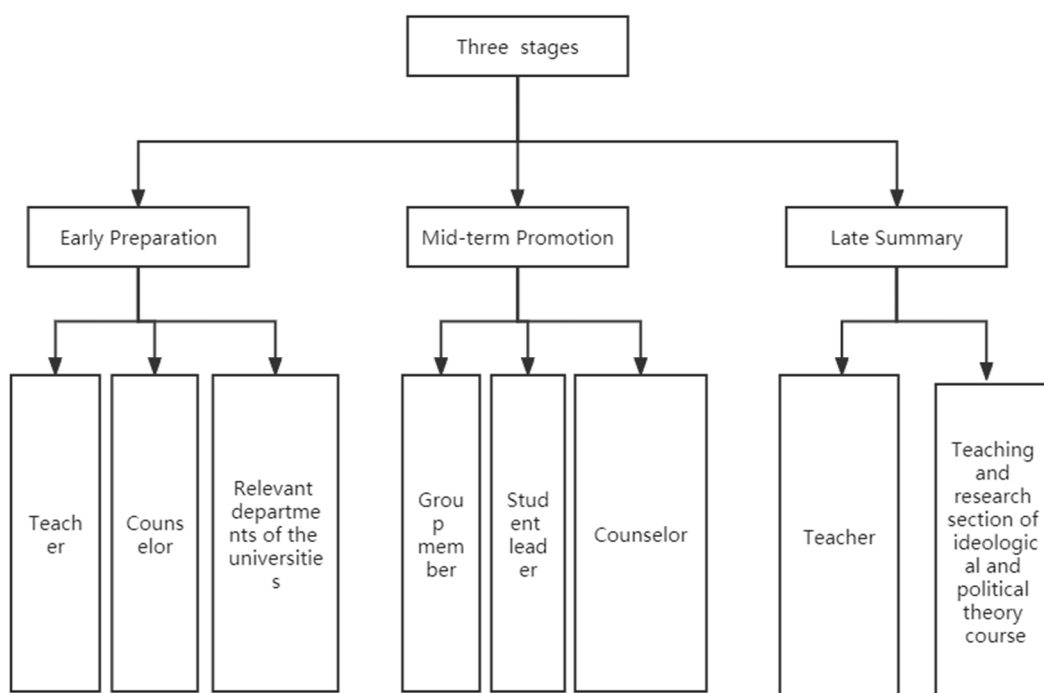 Three stages
Early Preparation
Mid-term Promotion
Late Summary
Teach
er
Couns
elor
Relevant
departme
nts of the
universitie
s
Grou
p
mem
ber
Stud
ent
lead
er
Counselor
Teacher
Teaching
and
research
section of
ideologic
al and
political
theory
course